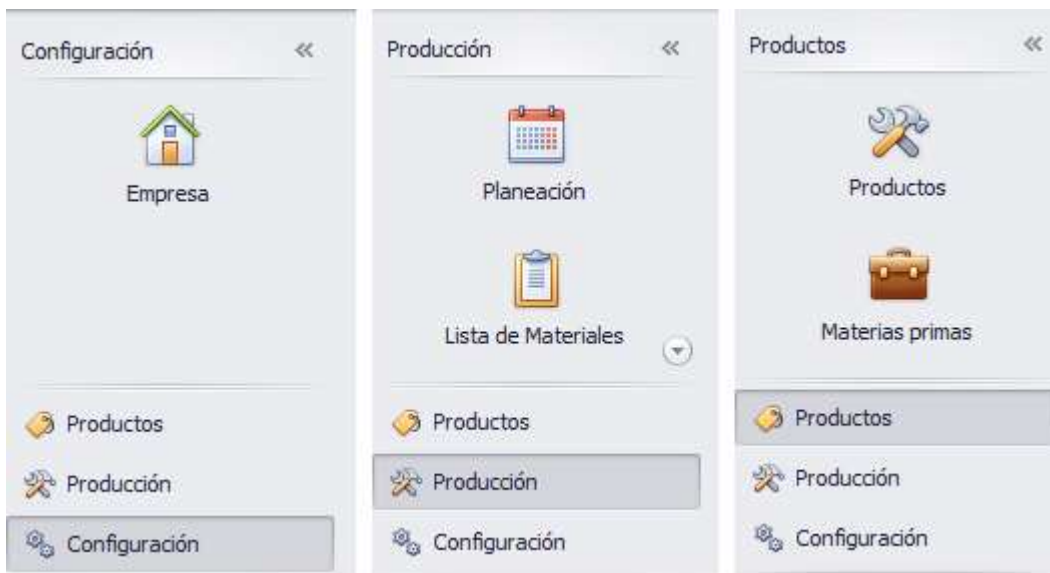 Configuración
Empresa
Productos
Producción
Configuración
Producción
Planeación
Lista de Materiales
Productos
Producción
Configuración
Productos
Productos
Materias primas
Productos
Producción
Configuración